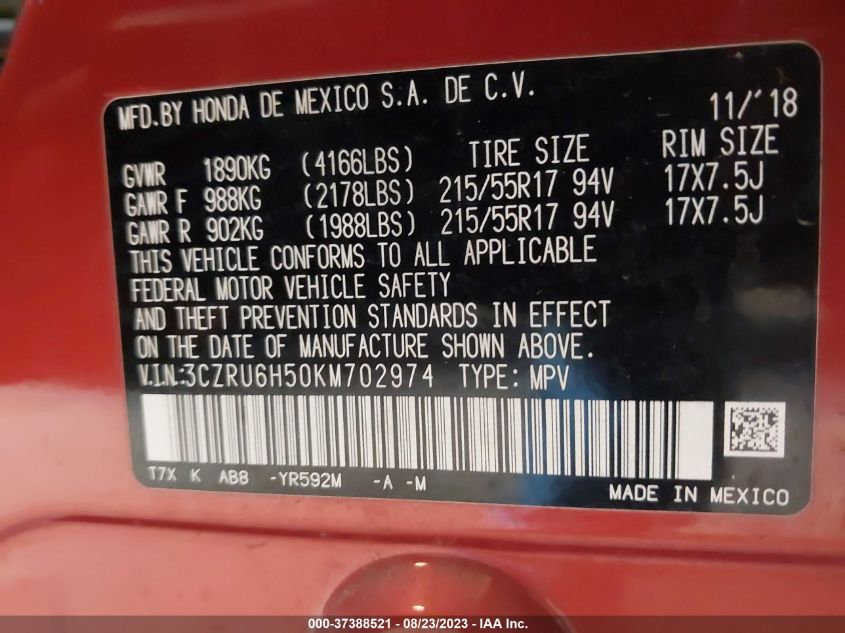 MFD.BY HONDA DE MEXICO S.A. DE C.V. 11/'18
TIRE SIZE RIM SIZE
GVWR 1890KG (4166LBS)
GAWR F 988KG (2178LBS) 215/55R17 94V 17X7.5J
GAWR R 902KG (1988LBS) 215/55R17 94V 17X7.5J
THIS VEHICLE CONFORMS TO ALL APPLICABLE
FEDERAL MOTOR VEHICLE SAFETY
AND THEFT PREVENTION STANDARDS IN EFFECT
ON THE DATE OF MANUFACTURE SHOWN ABOVE.
V.I.N.:3CZRU6H50KM702974 TYPE: MPV
T7X K AB8 -YR592M -A -M
MADE IN MEXICO
000-37388521 - 08/23/2023 - IAA Inc.